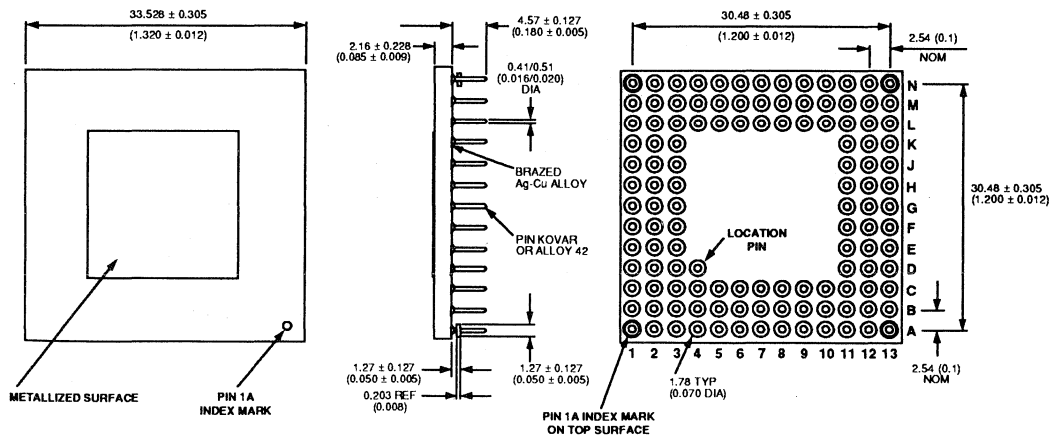 33.528 ± 0.305
(1.320 ± 0.012)
METALLIZED SURFACE
PIN 1A
INDEX MARK
4.57 ± 0.127
(0.180 ± 0.005)
2.16 ± 0.228
(0.085 ± 0.009)
0.41/0.51
(0.016/0.020)
DIA
BRAZED
Ag-Cu ALLOY
PIN KOVAR
OR ALLOY 42
1.27 ± 0.127
(0.050 ± 0.005)
0.203 REF
(0.008)
1.27 ± 0.127
(0.050 ± 0.005)
30.48 ± 0.305
(1.200 ± 0.012)
2.54 (0.1)
NOM
N
M
L
K
J
H
G
F
E
D
C
B
A
30.48 ± 0.305
(1.200 ± 0.012)
LOCATION
PIN
1 2 3 4 5 6 7 8 9 10 11 12 13
1.78 TYP
(0.070 DIA)
2.54 (0.1)
NOM
PIN 1A INDEX MARK
ON TOP SURFACE